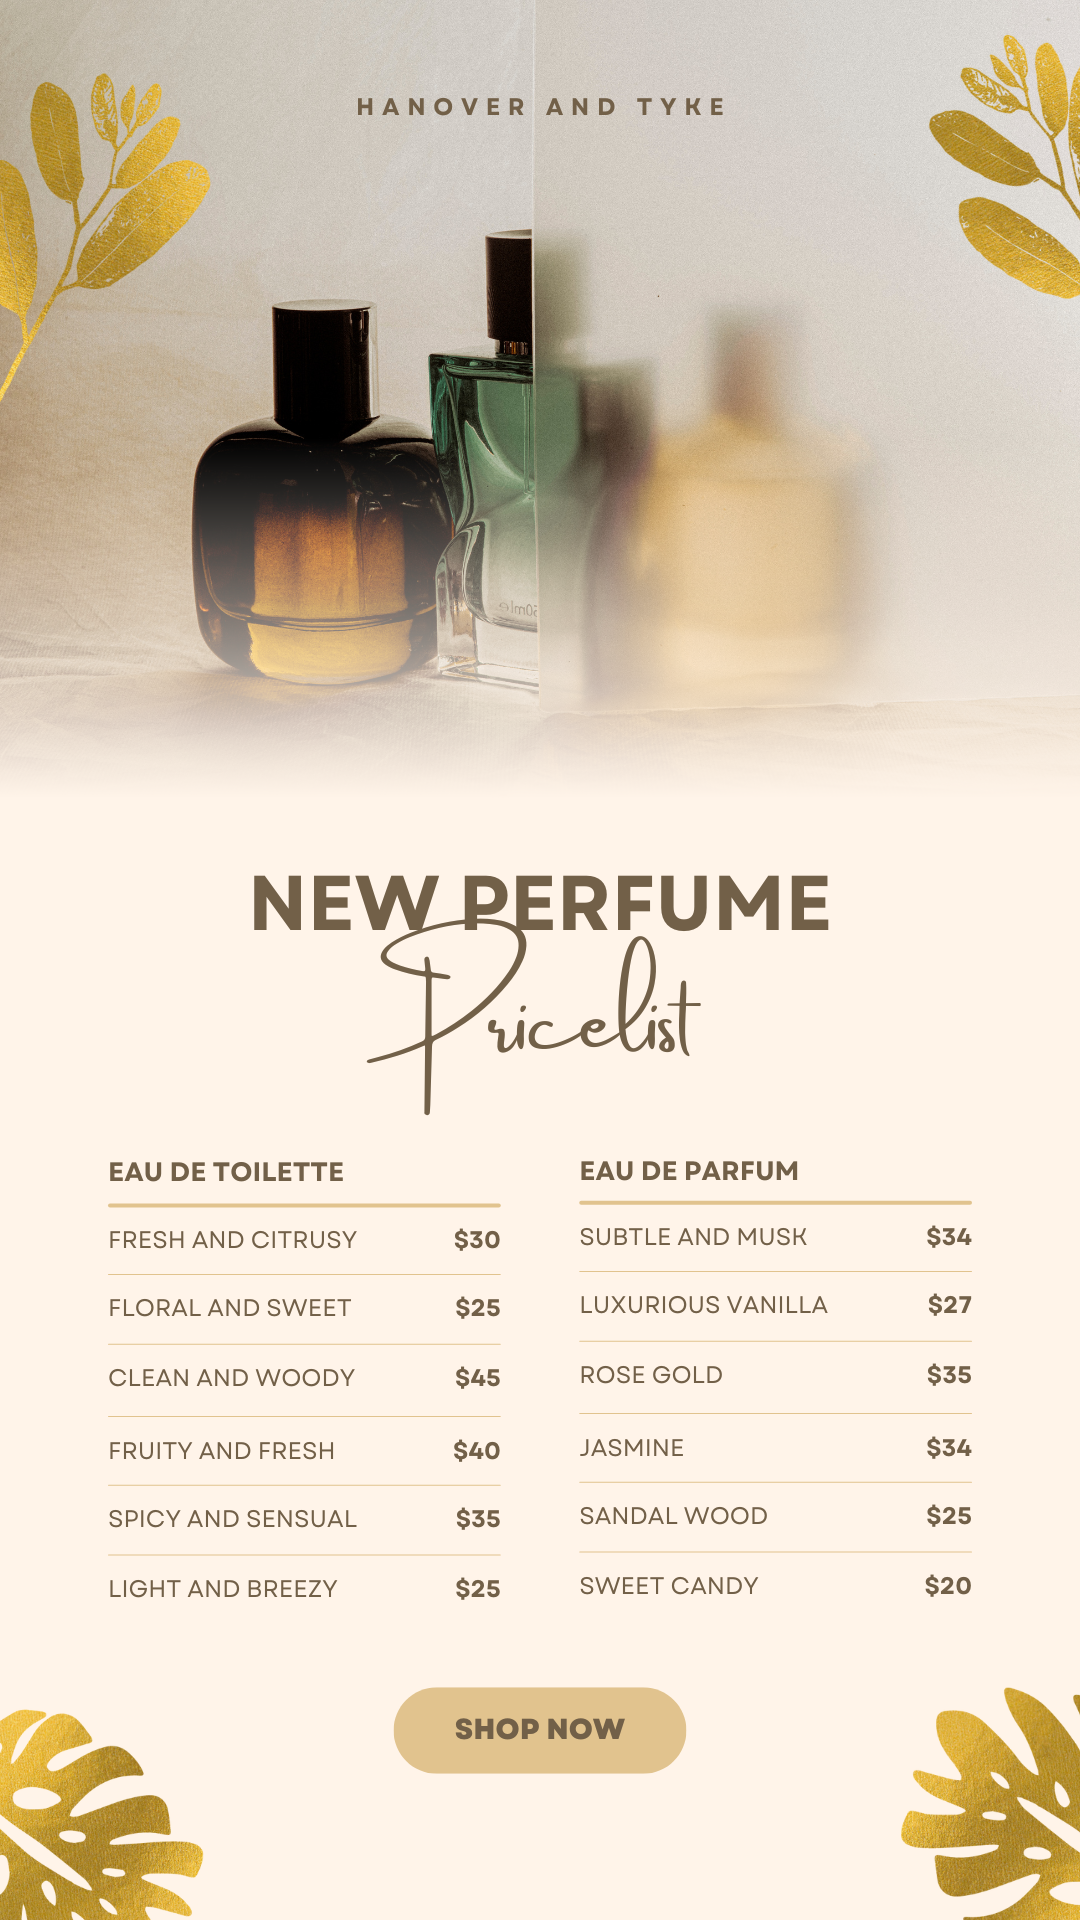 HANOVER AND TYKE
NEW PERFUME
Pricelist
EAU DE TOILETTE
FRESH AND CITRUSY $30
FLORAL AND SWEET $25
CLEAN AND WOODY $45
FRUITY AND FRESH $40
SPICY AND SENSUAL $35
LIGHT AND BREEZY $25
EAU DE PARFUM
SUBTLE AND MUSK $34
LUXURIOUS VANILLA $27
ROSE GOLD $35
JASMINE $34
SANDAL WOOD $25
SWEET CANDY $20
SHOP NOW